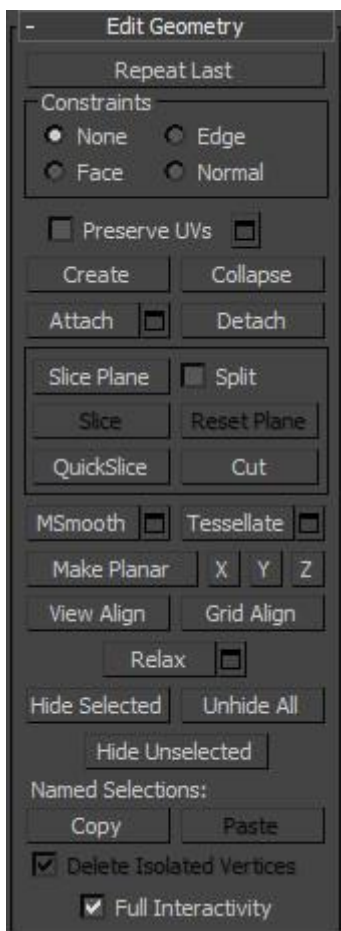 - Edit Geometry
Repeat Last
Constraints
None Edge
Face Normal
Preserve UVs
Create Collapse
Attach Detach
Slice Plane Split
Slice Reset Plane
QuickSlice Cut
MSmooth Tessellate
Make Planar X Y Z
View Align Grid Align
Relax
Hide Selected Unhide All
Hide Unselected
Named Selections:
Copy Paste
Delete Isolated Vertices
Full Interactivity